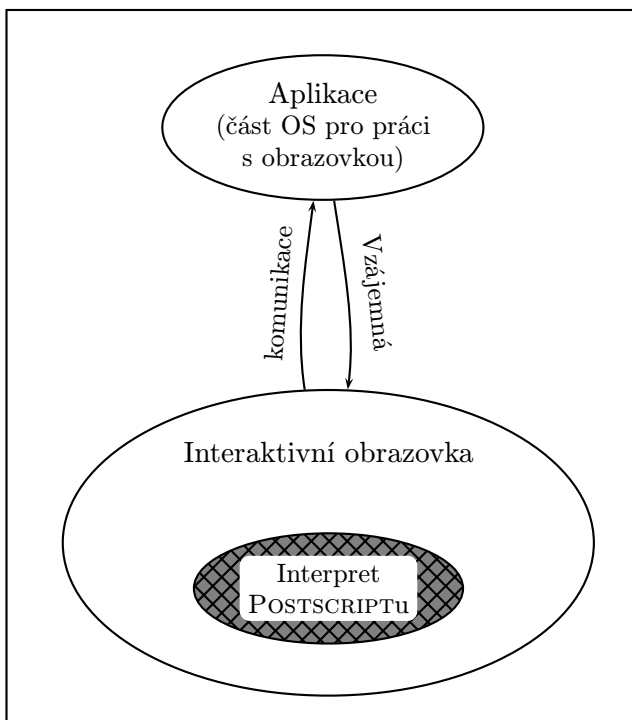 Aplikace
(část OS pro práci
s obrazovkou)
Vzájemná
komunikace
Interaktivní obrazovka
Interpret
POSTSCRIPTu